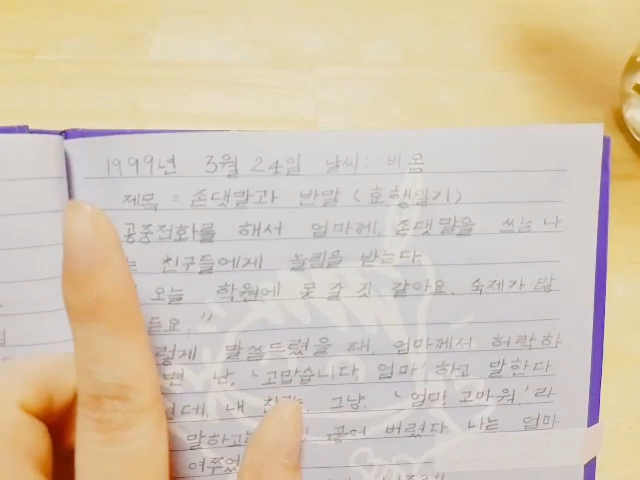 1999년 3월 24일 날씨: 비옴
제목 = 존댓말과 반말 (효행일기)
공중전화를 해서 엄마께 존댓말을 쓰는 나
는 친구들에게 놀림을 받는다.
오늘 학원에 못 갈 것 같아요. 숙제가 많
든요."
렇게 말씀드렸을 때, 엄마께서 허락하
면 난, '고맙습니다, 엄마' 하고 말한다
데, 내 그냥. '엄마, 고마워.' 라
말하고 끊어 버렸다. 나는 엄마
여쭈었